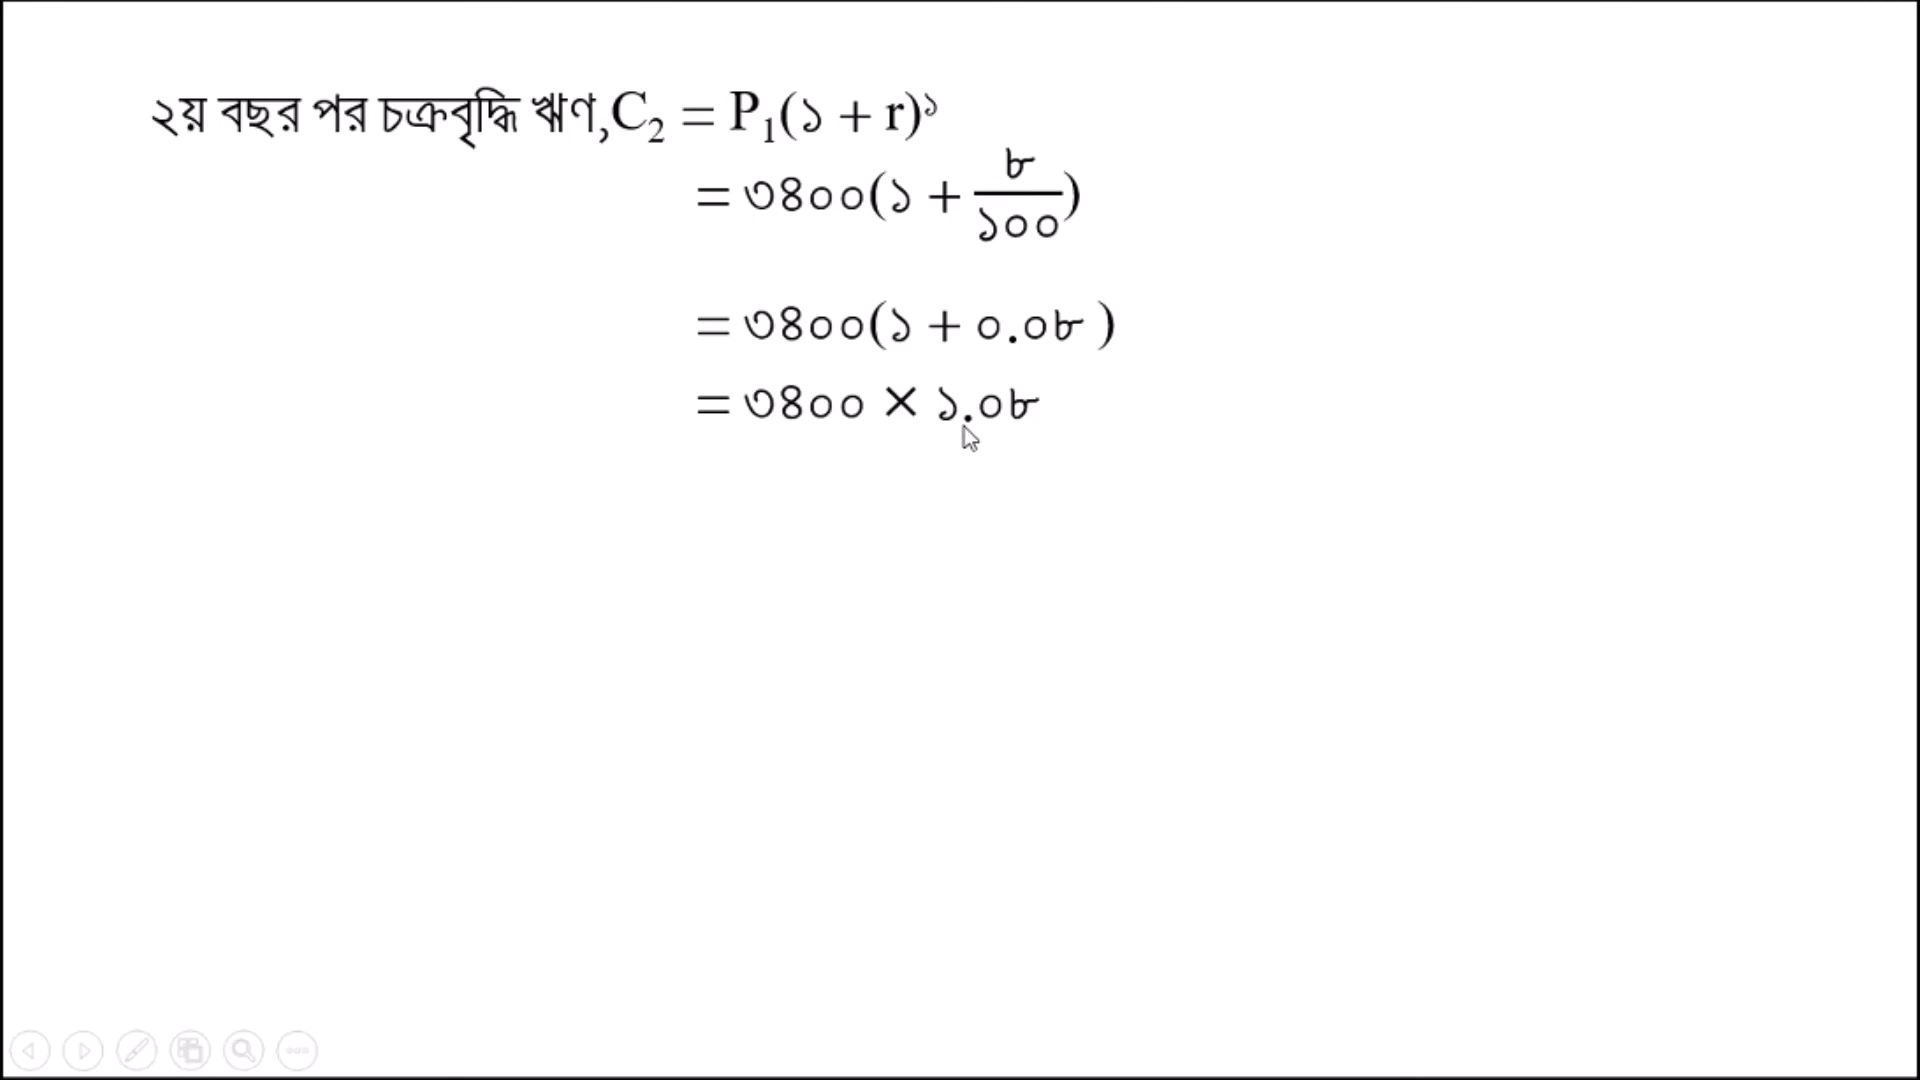 ২য় বছর পর চক্রবৃদ্ধি ঋণ,C₂ = P₁(১ + r)^১
= ৩৪০০(১ + ৮/১০০)
= ৩৪০০(১ + ০.০৮ )
= ৩৪০০ × ১.০৮